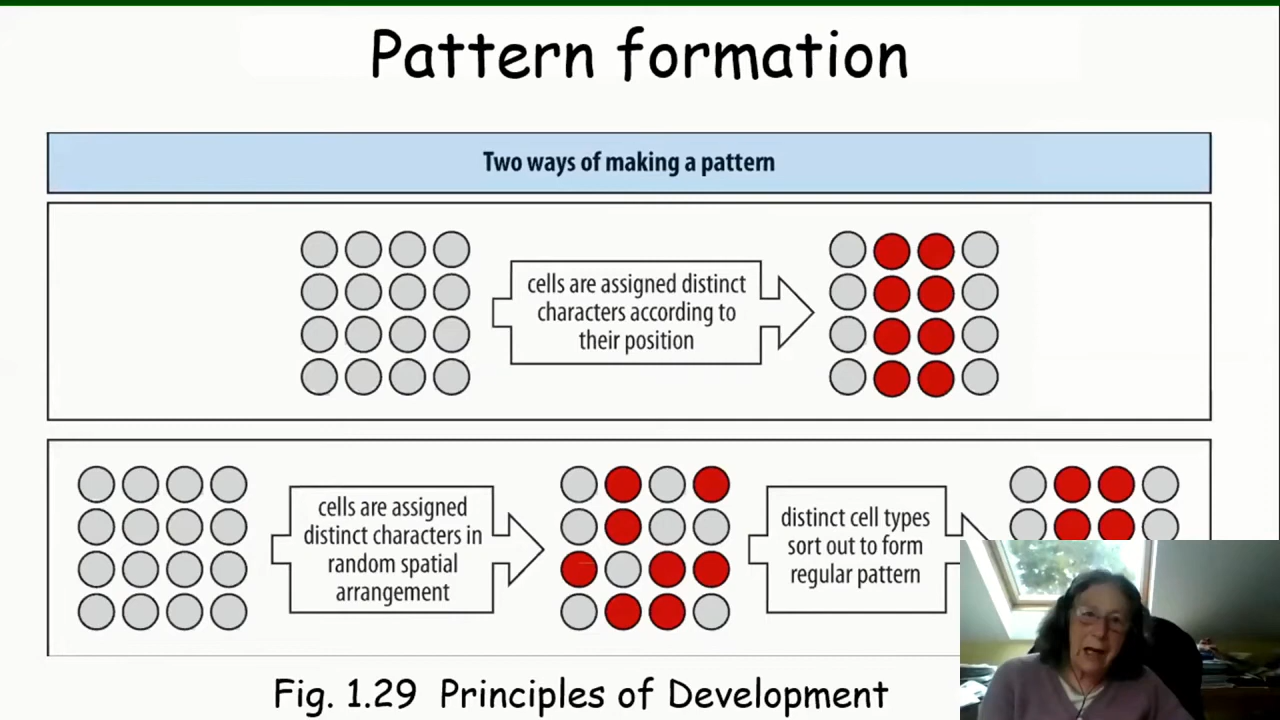 Pattern formation
Two ways of making a pattern
cells are assigned distinct
characters according to
their position
cells are assigned
distinct characters in
random spatial
arrangement
distinct cell types
sort out to form
regular pattern
Fig. 1.29 Principles of Development